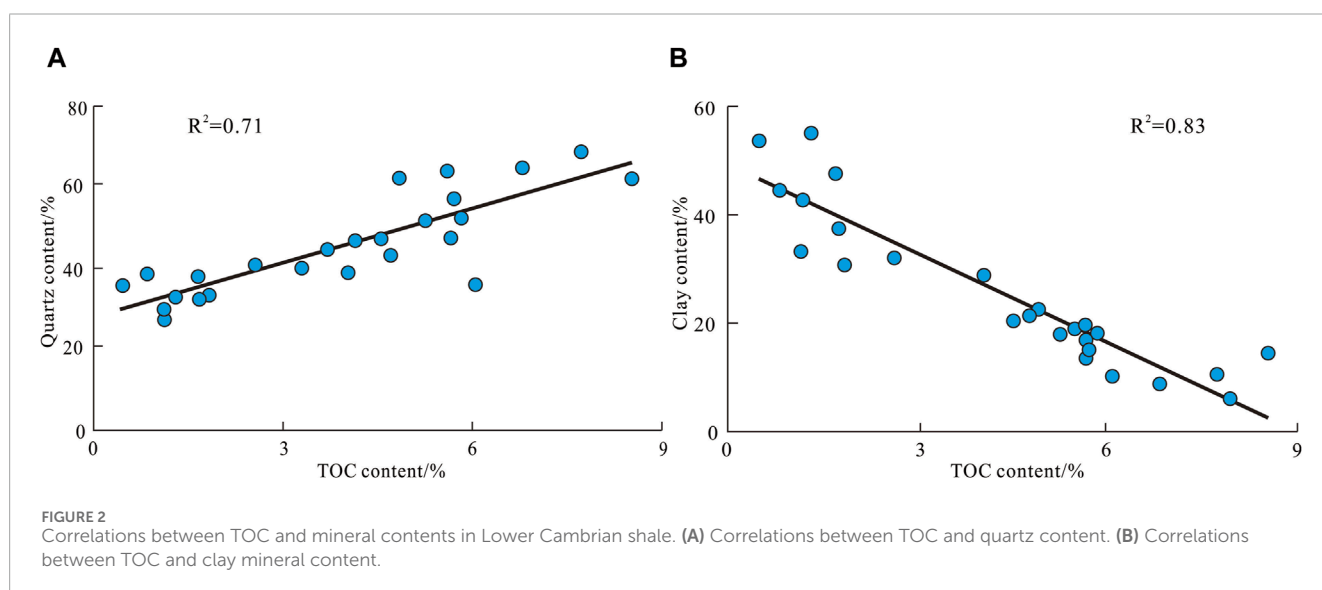 A
B
R²=0.71
80
60
40
20
0
Quartz content/%
0 3 6 9
TOC content/%
R²=0.83
60
40
20
0
Clay content/%
0 3 6 9
TOC content/%
FIGURE 2
Correlations between TOC and mineral contents in Lower Cambrian shale. (A) Correlations between TOC and quartz content. (B) Correlations
between TOC and clay mineral content.